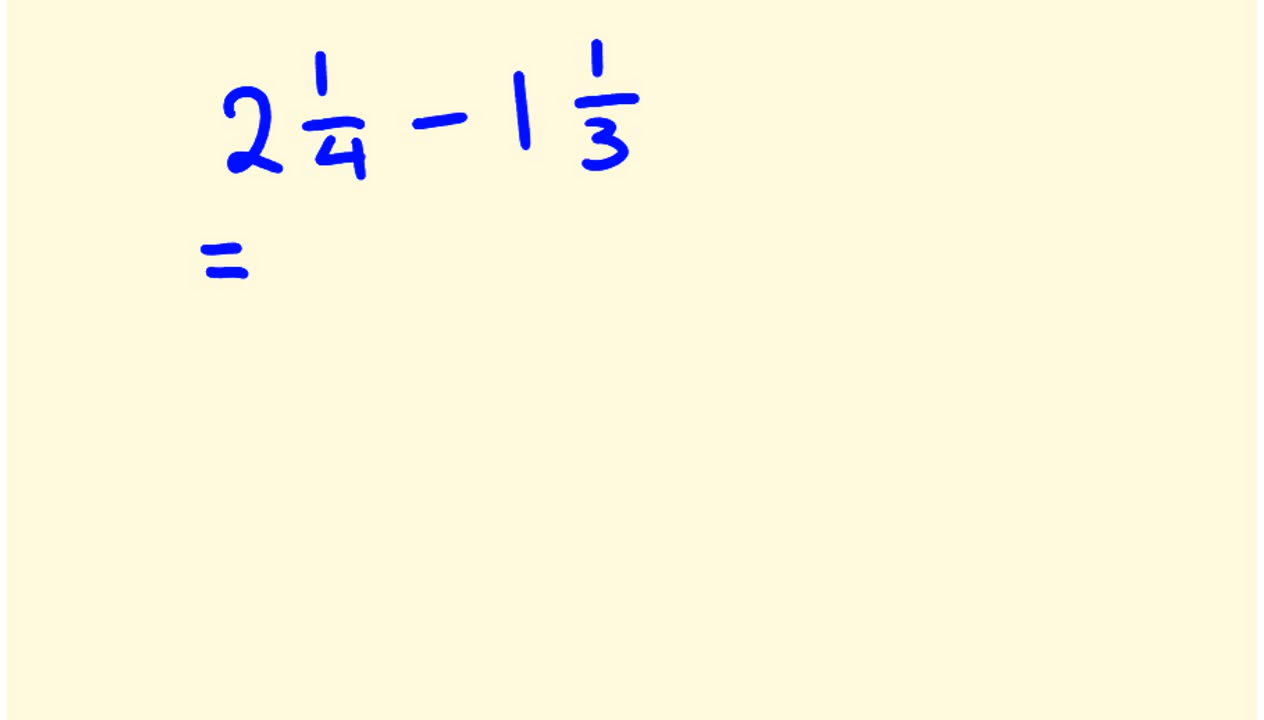 2 1/4 - 1 1/3
=